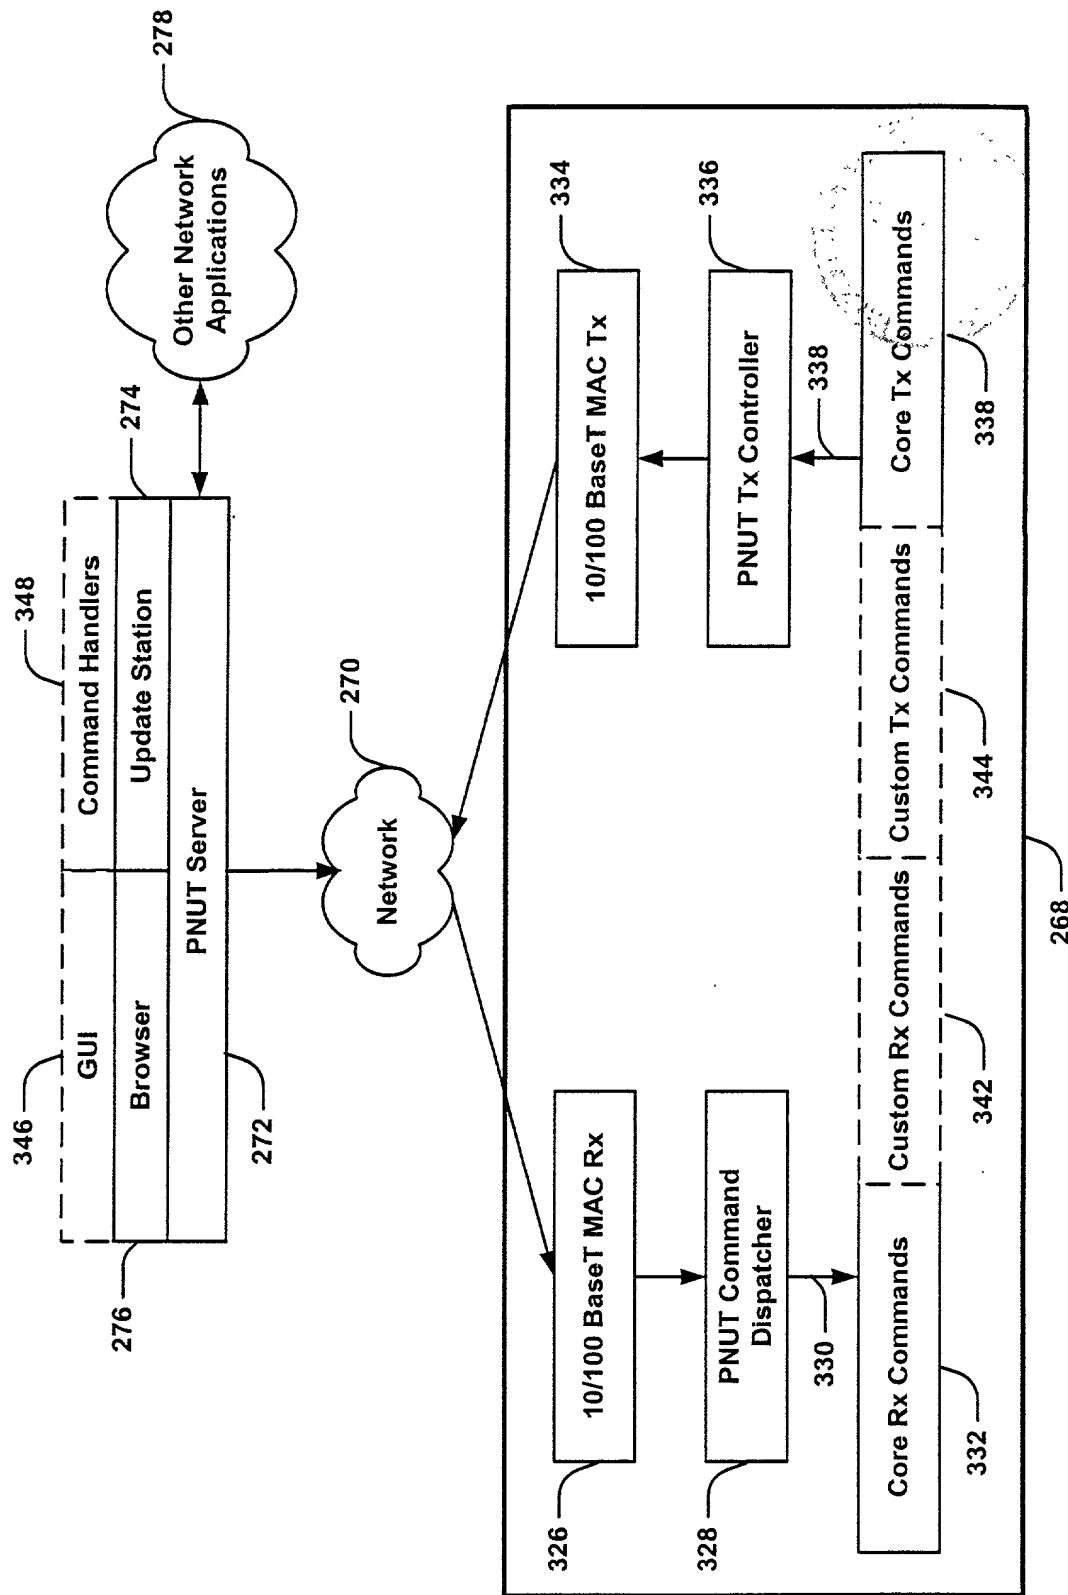 346
348
GUI
Command Handlers
276
Browser
Update Station
274
PNUT Server
272
Other Network
Applications
278
Network
270
326
10/100 BaseT MAC Rx
10/100 BaseT MAC Tx
334
328
PNUT Command
Dispatcher
PNUT Tx Controller
336
330
338
Core Rx Commands
Custom Rx Commands
Custom Tx Commands
Core Tx Commands
332
342
344
338
268